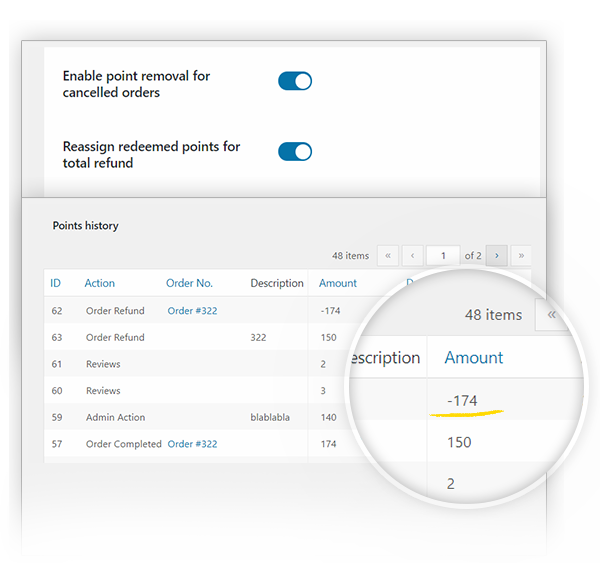 Enable point removal for
cancelled orders
Reassign redeemed points for
total refund
Points history
48 items « ‹ 1 of 2 › »
ID Action Order No. Description Amount D
62 Order Refund Order #322 -174
63 Order Refund 322 150
61 Reviews 2
60 Reviews 3
59 Admin Action blablabla 140
57 Order Completed Order #322 174
48 items «
escription Amount
-174
150
2